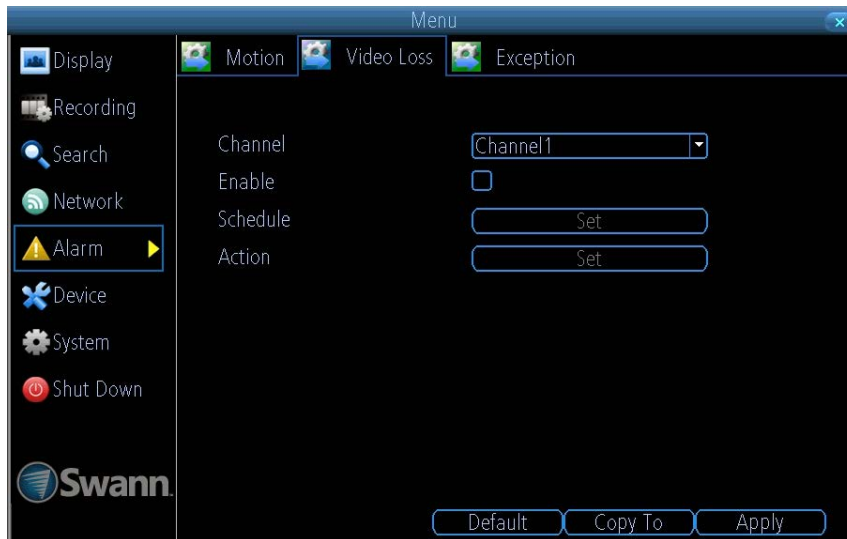 Menu
Display
Recording
Search
Network
Alarm
Device
System
Shut Down
Swann.
Motion
Video Loss
Exception
Channel
Channel1
Enable
Schedule
Set
Action
Set
Default
Copy To
Apply